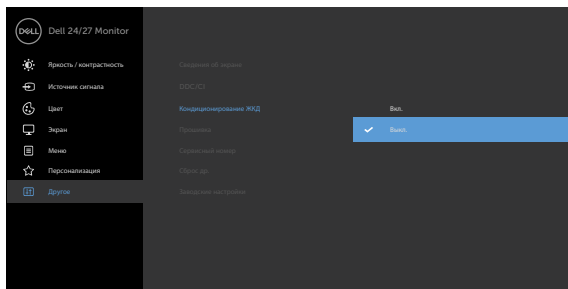 DELL Dell 24/27 Monitor
Яркость / контрастность
Источник сигнала
Цвет
Экран
Меню
Персонализация
Другое
Сведения об экране
DDC/CI
Кондиционирование ЖКД
Прошивка
Сервисный номер
Сброс др.
Заводские настройки
Вкл.
Выкл.